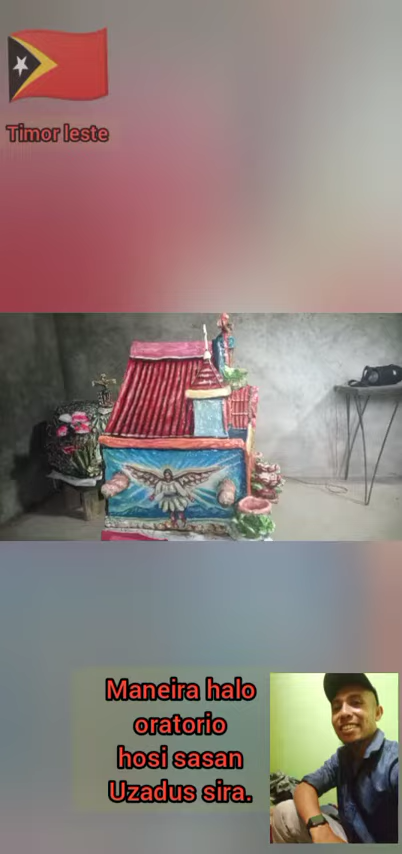 Timor leste
Maneira halo
oratorio
hosi sasan
Uzadus sira.